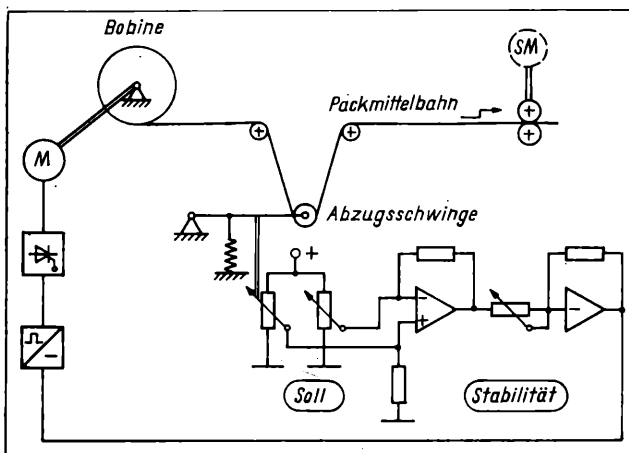 Bobine
SM
Packmittelbahn
M
Abzugsschwinge
+
Soll
Stabilität